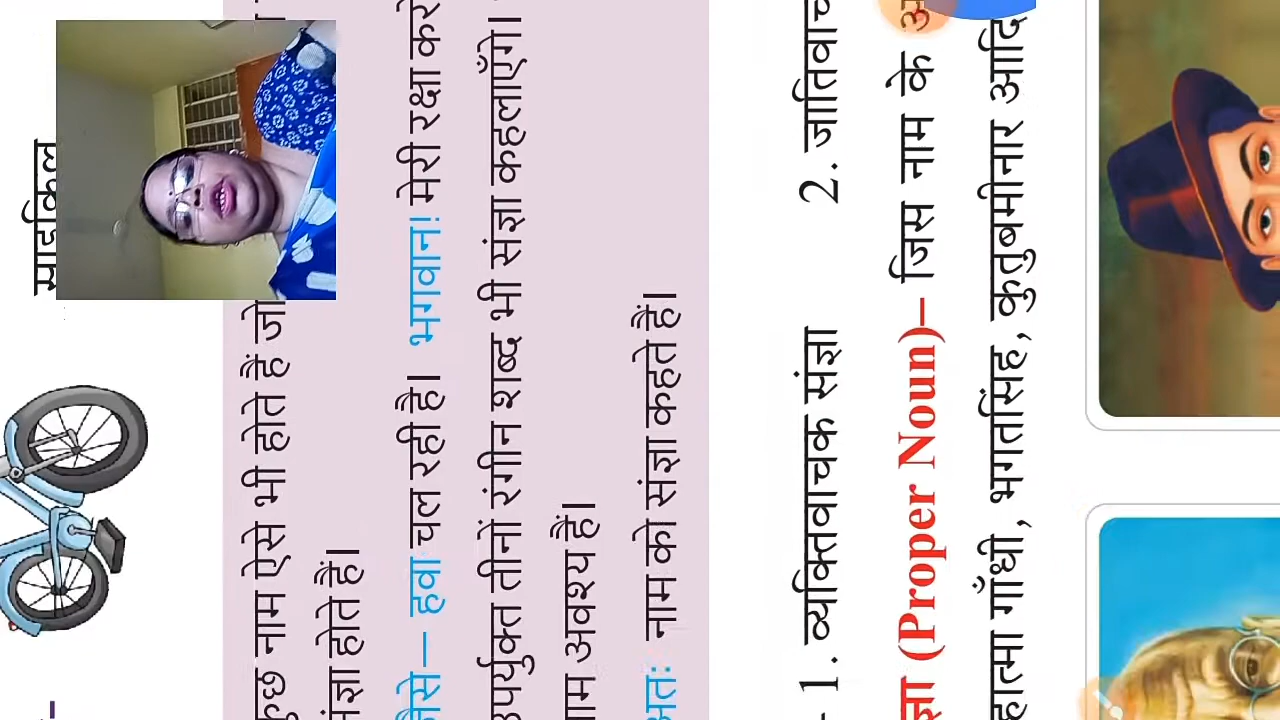 साइकिल
कुछ नाम ऐसे भी होते हैं जो
संज्ञा होते हैं।
जैसे – हवा चल रही है। भगवान! मेरी रक्षा करे
उपर्युक्त तीनों रंगीन शब्द भी संज्ञा कहलाएँगे।
नाम अवश्य हैं।
अतः नाम को संज्ञा कहते हैं।
- 1. व्यक्तिवाचक संज्ञा 2. जातिवाच
ज्ञा (Proper Noun)– जिस नाम के
हात्मा गाँधी, भगतसिंह, कुतुबमीनार आदि